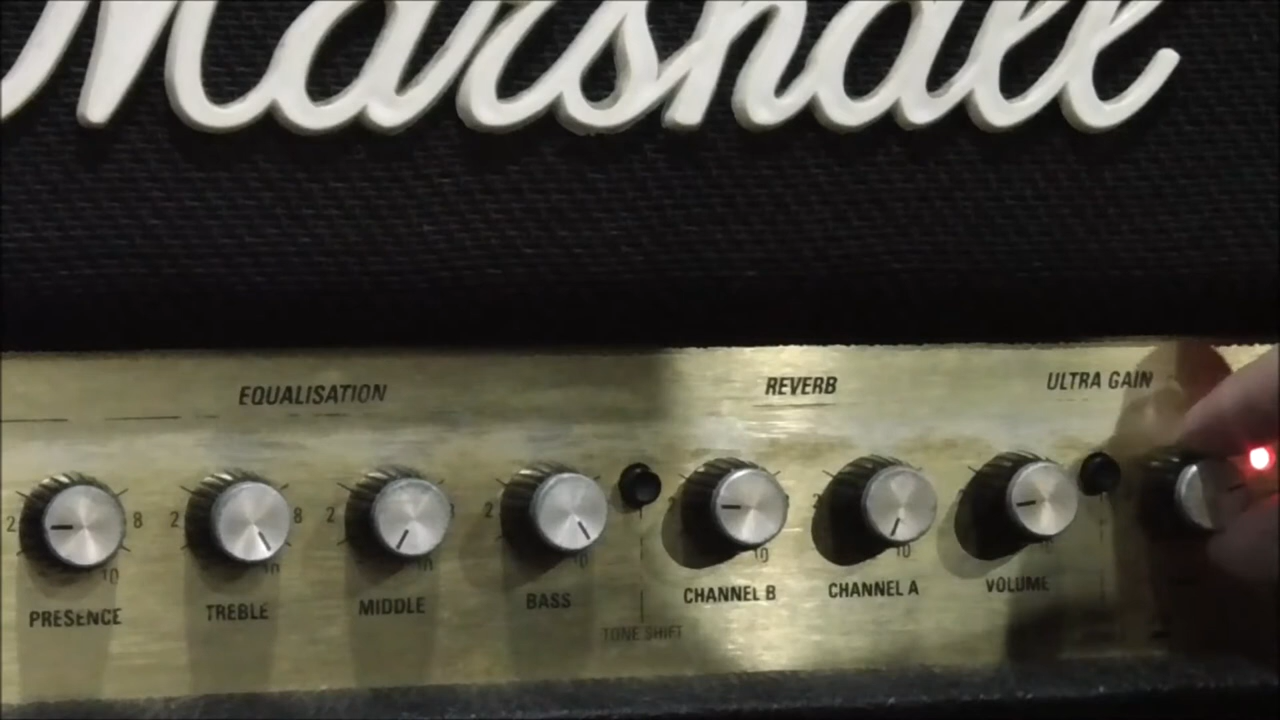 Marshall
EQUALISATION REVERB ULTRA GAIN
2 8 2 8 2 2 2
10 10 10 10 10 10
PRESENCE TREBLE MIDDLE BASS CHANNEL B CHANNEL A VOLUME
TONE SHIFT